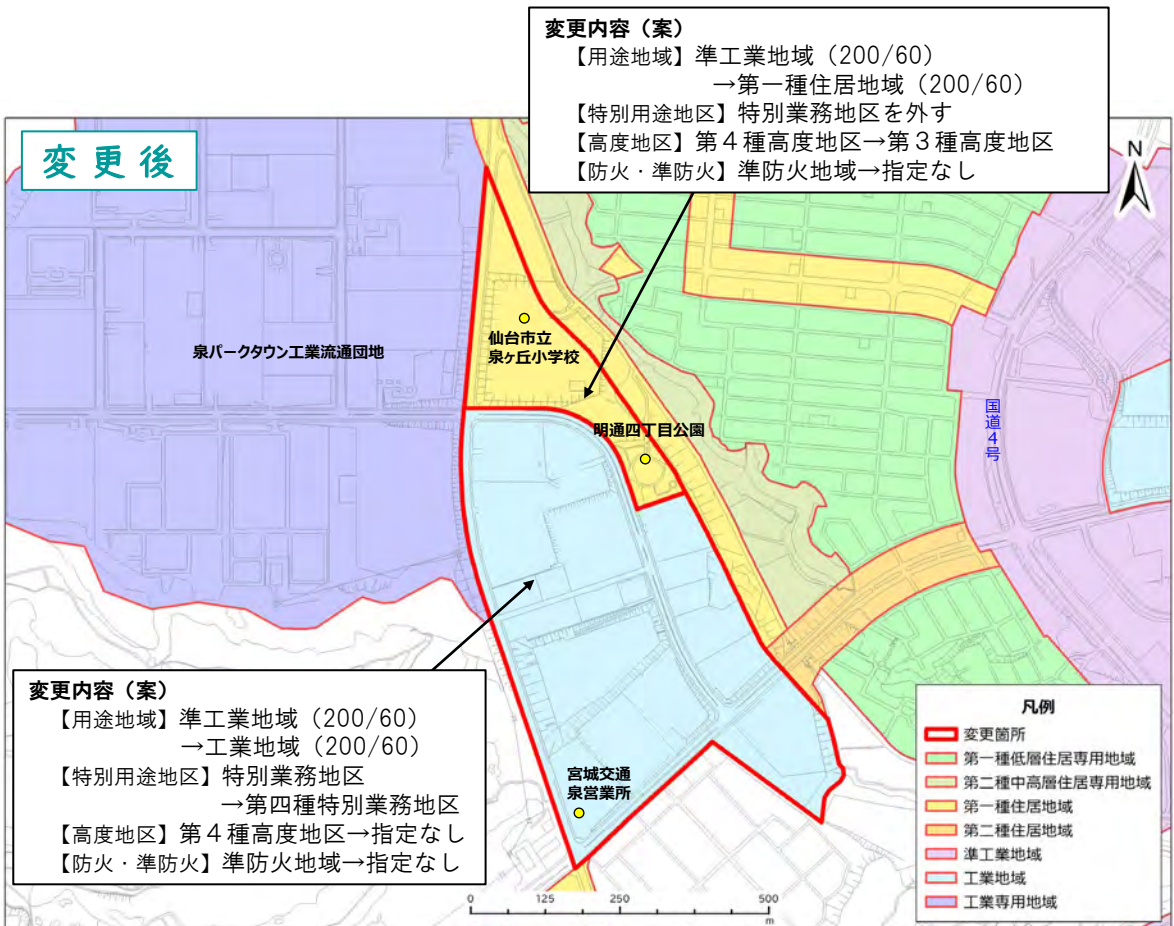 変更内容（案）
【用途地域】準工業地域（200/60）
→第一種住居地域（200/60）
【特別用途地区】特別業務地区を外す
【高度地区】第４種高度地区→第３種高度地区
【防火・準防火】準防火地域→指定なし
変更後
N
仙台市立
泉ヶ丘小学校
泉パークタウン工業流通団地
国道4号
明通四丁目公園
変更内容（案）
【用途地域】準工業地域（200/60）
→工業地域（200/60）
【特別用途地区】特別業務地区
→第四種特別業務地区
【高度地区】第４種高度地区→指定なし
【防火・準防火】準防火地域→指定なし
宮城交通
泉営業所
凡例
変更箇所
第一種低層住居専用地域
第二種中高層住居専用地域
第一種住居地域
第二種住居地域
準工業地域
工業地域
工業専用地域
0 125 250 500
m